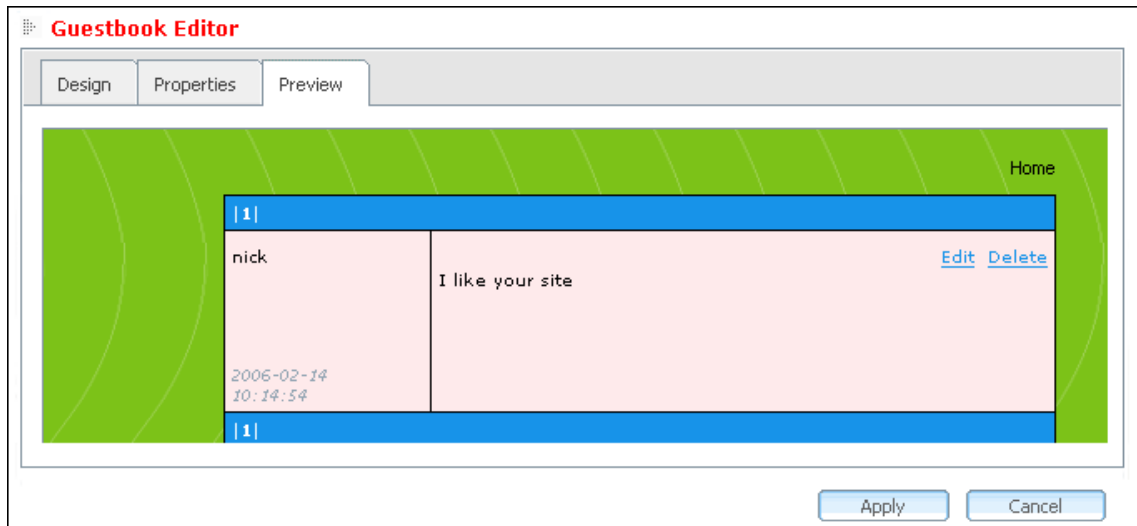 Guestbook Editor
Design Properties Preview
Home
|1|
nick
Edit Delete
I like your site
2006-02-14
10:14:54
|1|
Apply Cancel